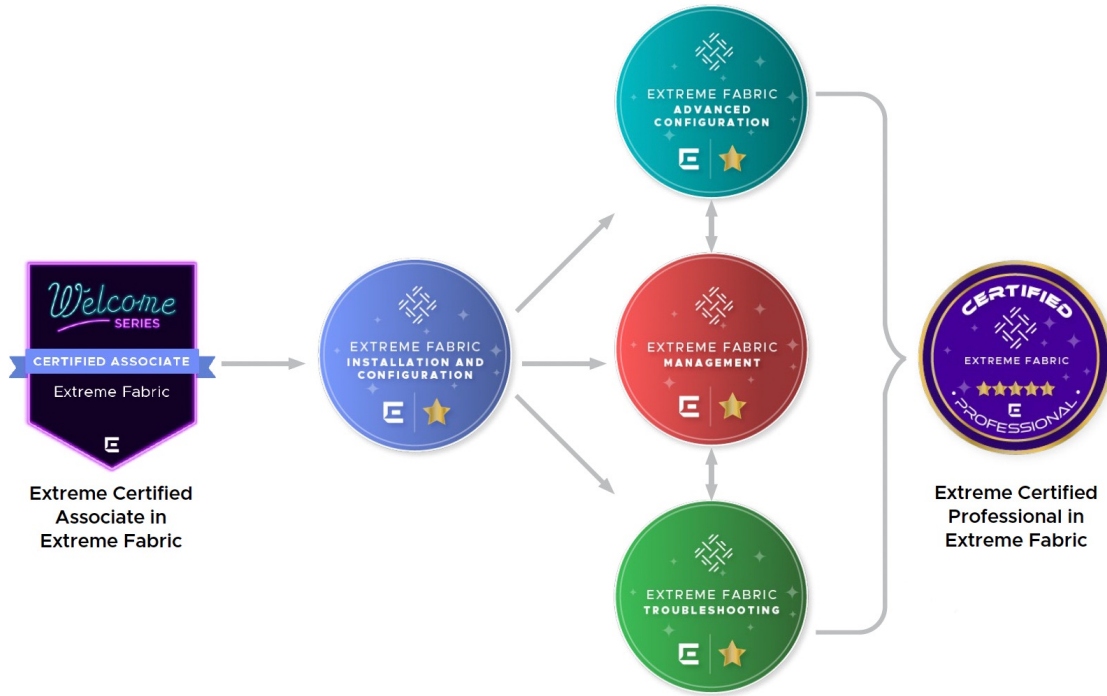 Welcome
SERIES
CERTIFIED ASSOCIATE
Extreme Fabric
E
Extreme Certified
Associate in
Extreme Fabric
EXTREME FABRIC
INSTALLATION AND
CONFIGURATION
E
EXTREME FABRIC
ADVANCED
CONFIGURATION
E
EXTREME FABRIC
MANAGEMENT
E
EXTREME FABRIC
TROUBLESHOOTING
E
CERTIFIED
EXTREME FABRIC
E
PROFESSIONAL
Extreme Certified
Professional in
Extreme Fabric